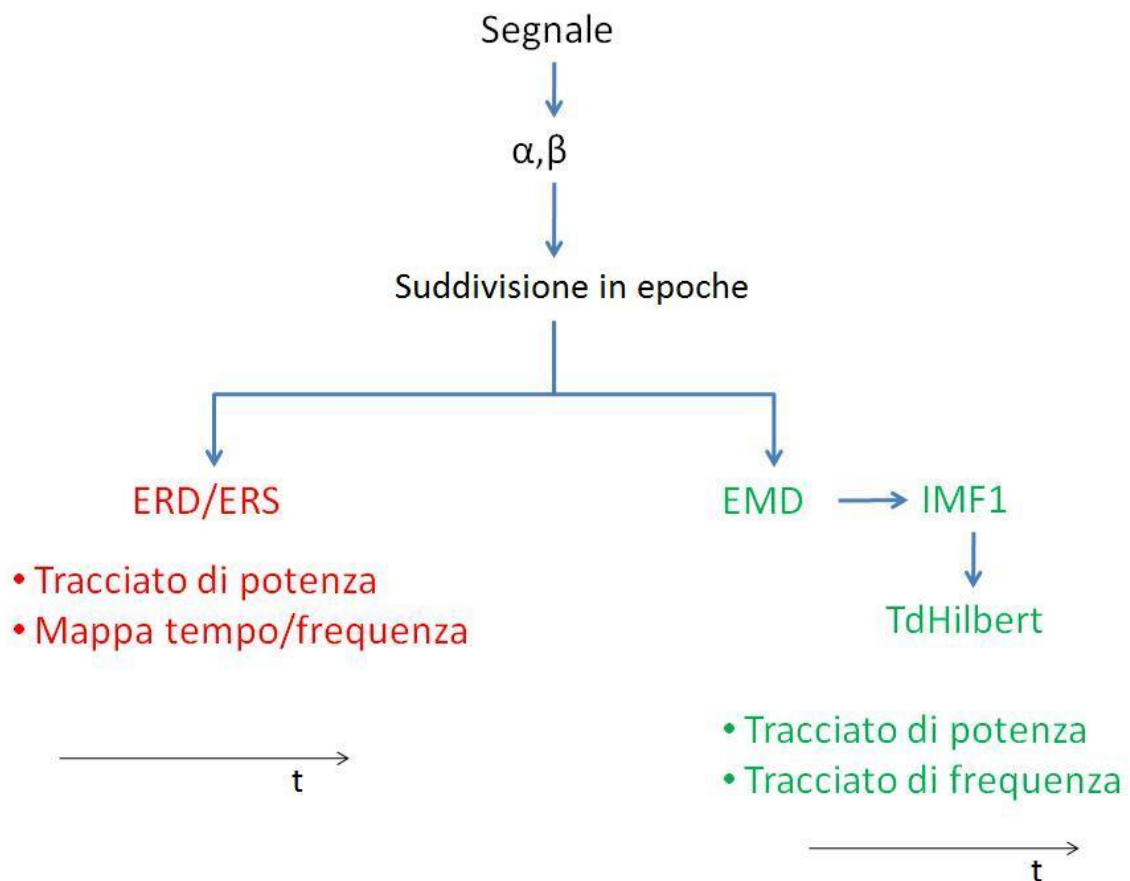 Segnale
α,β
Suddivisione in epoche
ERD/ERS
• Tracciato di potenza
• Mappa tempo/frequenza
t
EMD
IMF1
TdHilbert
• Tracciato di potenza
• Tracciato di frequenza
t